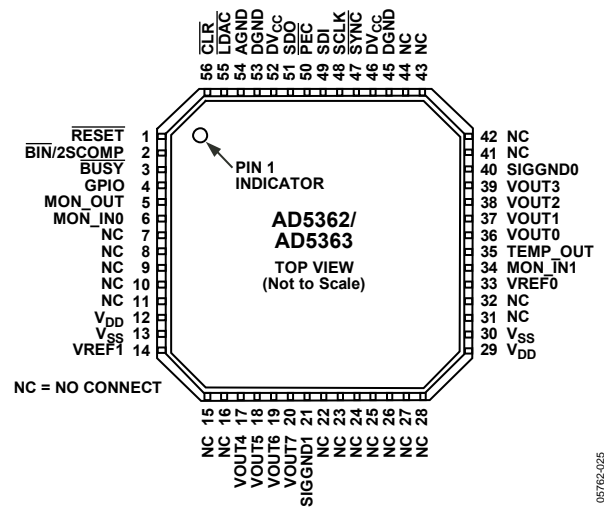 56 CLR
55 LDAC
54 AGND
53 DGND
52 DVCC
51 SDO
50 PEC
49 SDI
48 SCLK
47 SYNC
46 DVCC
45 DGND
44 NC
43 NC
RESET 1
BIN/2SCOMP 2
BUSY 3
GPIO 4
MON_OUT 5
MON_IN0 6
NC 7
NC 8
NC 9
NC 10
NC 11
VDD 12
VSS 13
VREF1 14
PIN 1
INDICATOR
AD5362/
AD5363
TOP VIEW
(Not to Scale)
42 NC
41 NC
40 SIGGND0
39 VOUT3
38 VOUT2
37 VOUT1
36 VOUT0
35 TEMP_OUT
34 MON_IN1
33 VREF0
32 NC
31 NC
30 VSS
29 VDD
NC = NO CONNECT
NC 15
NC 16
VOUT4 17
VOUT5 18
VOUT6 19
VOUT7 20
SIGGND1 21
NC 22
NC 23
NC 24
NC 25
NC 26
NC 27
NC 28
05762-025